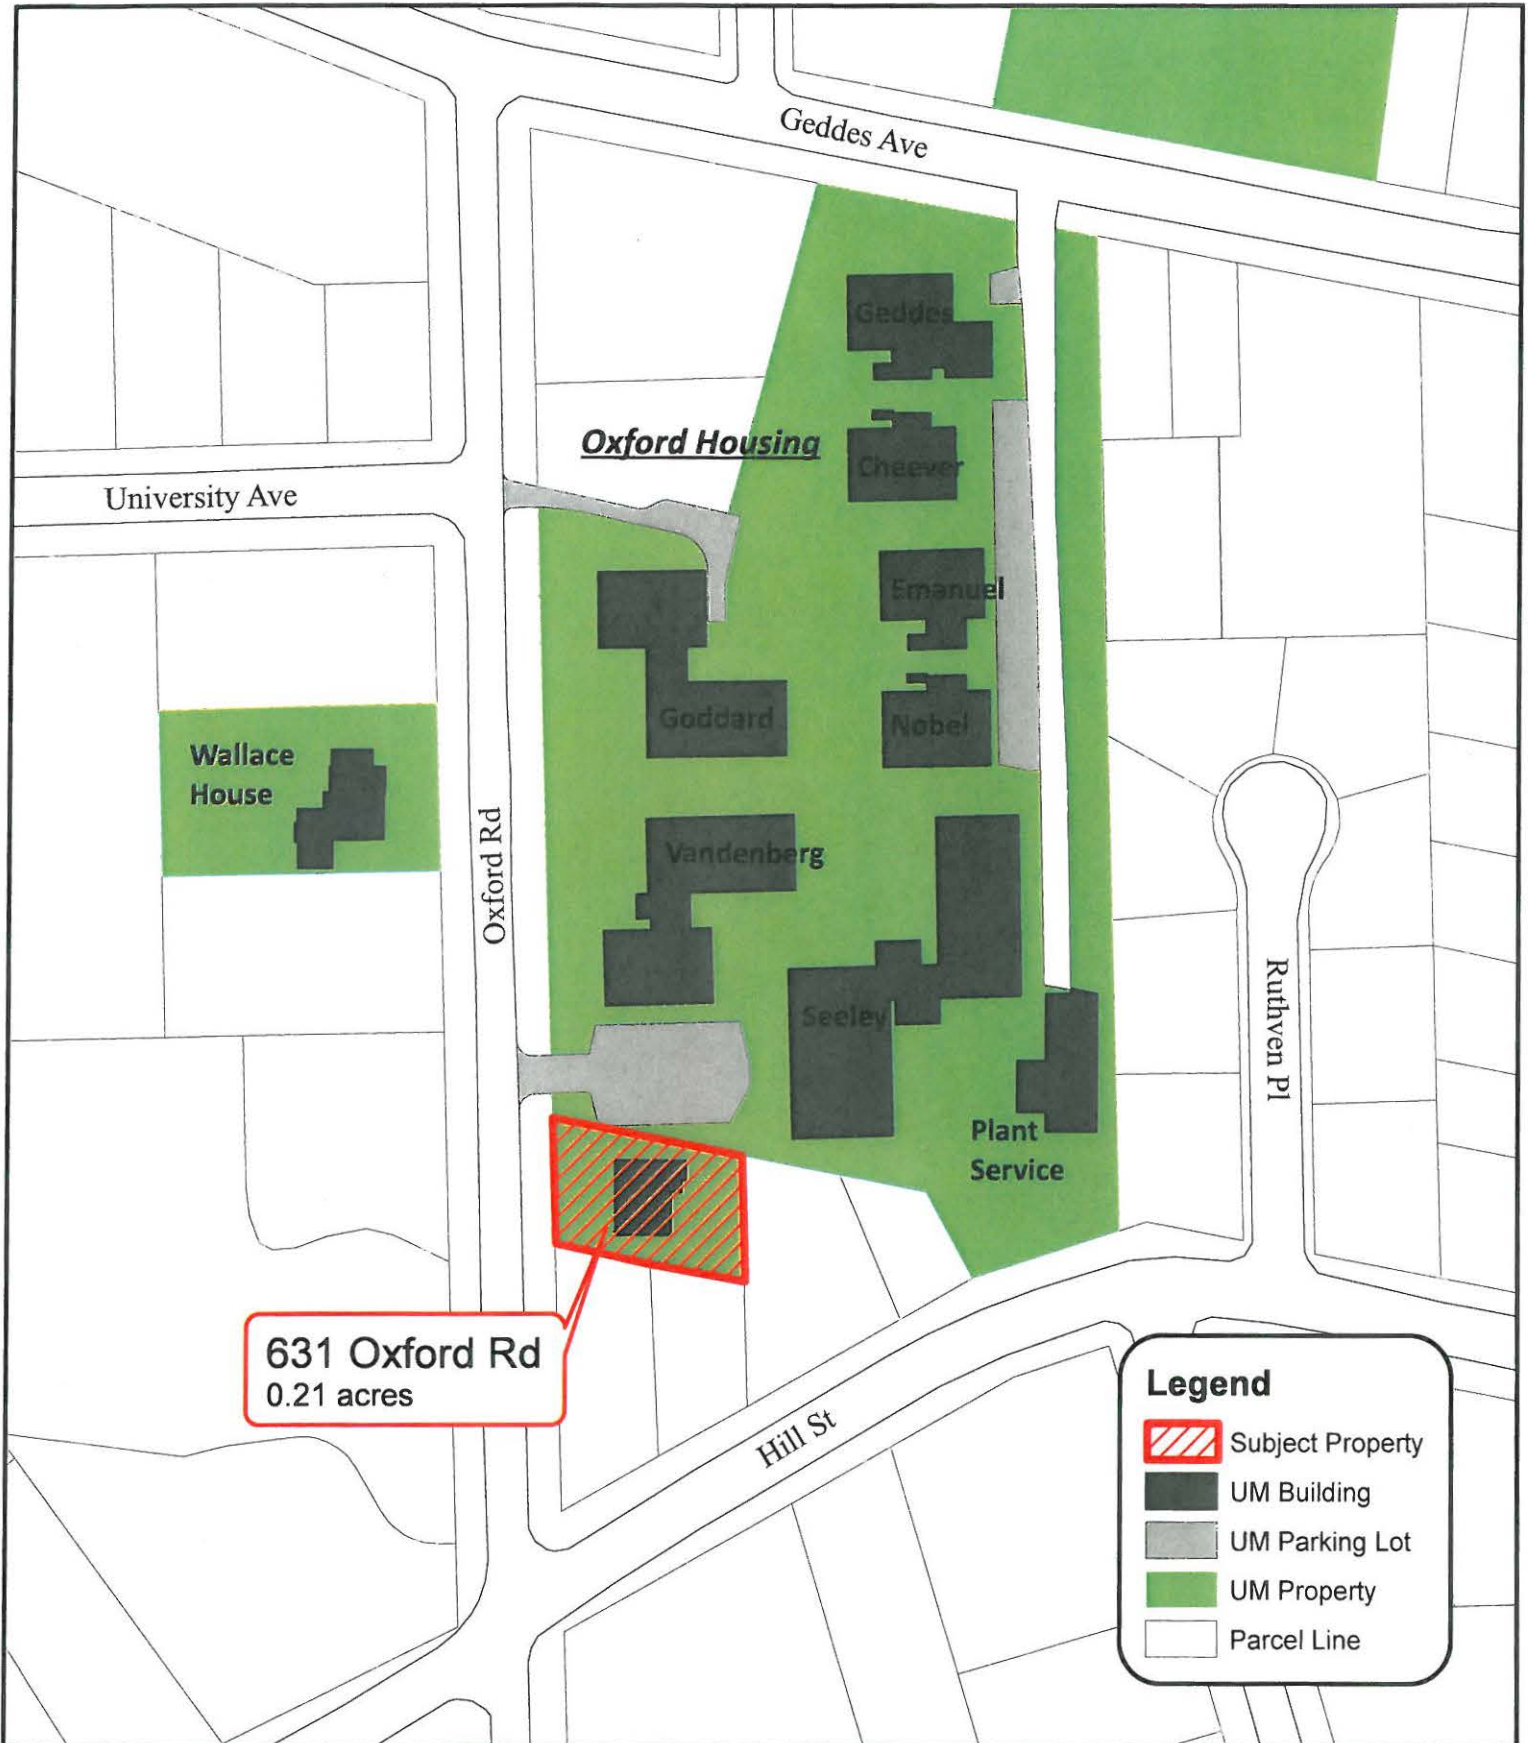 Geddes Ave
Geddes
Oxford Housing
Cheever
University Ave
Emanuel
Goddard
Nobel
Wallace
House
Oxford Rd
Vandenberg
Seeley
Ruthven Pl
Plant
Service
631 Oxford Rd
0.21 acres
Hill St
Legend
Subject Property
UM Building
UM Parking Lot
UM Property
Parcel Line